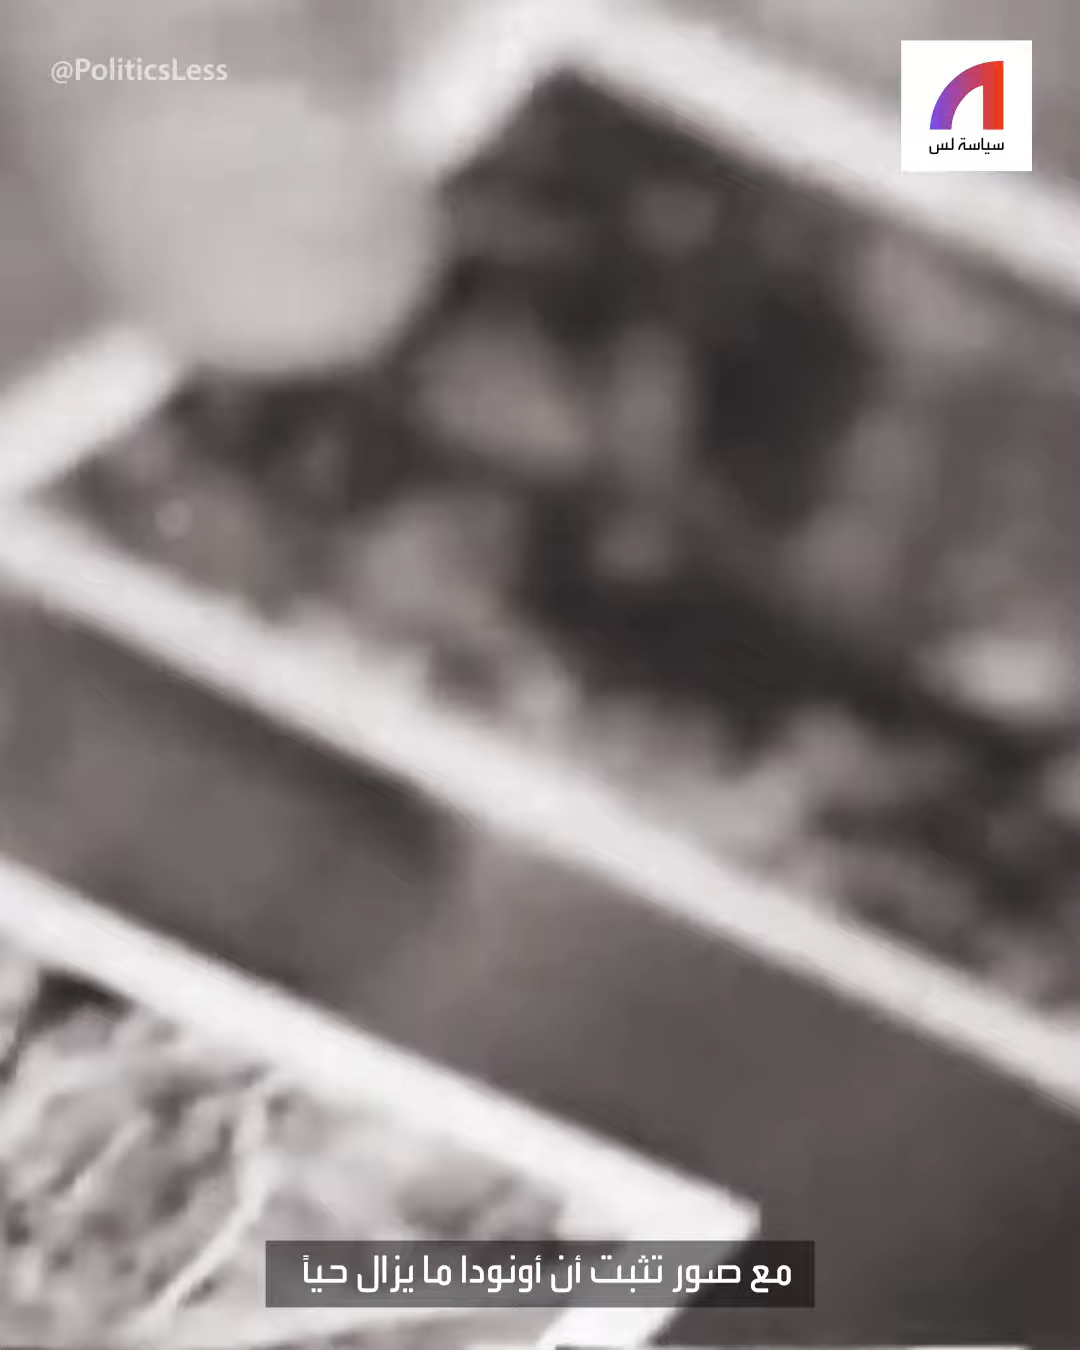 @PoliticsLess
سياسة لس
مع صور تثبت أن أونودا ما يزال حياً